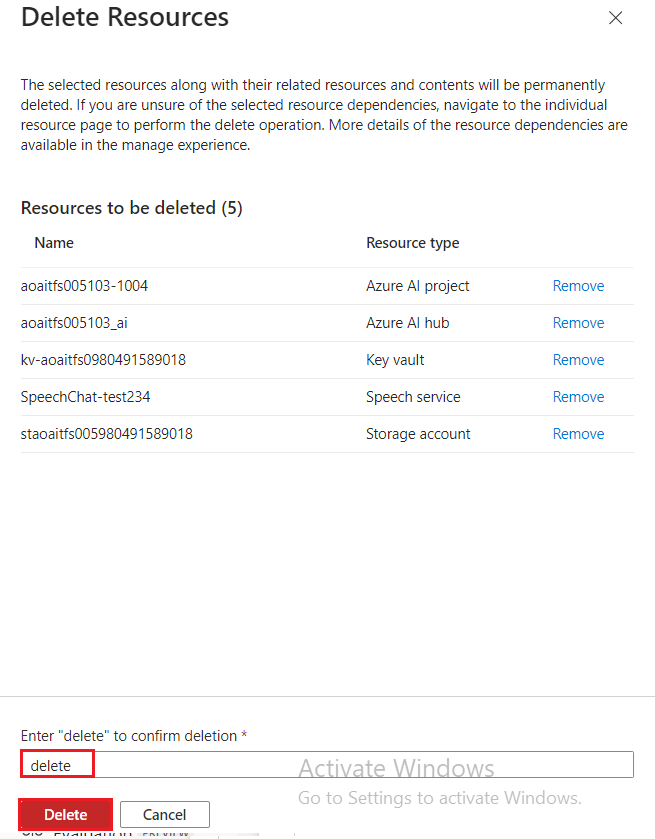 Delete Resources
The selected resources along with their related resources and contents will be permanently
deleted. If you are unsure of the selected resource dependencies, navigate to the individual
resource page to perform the delete operation. More details of the resource dependencies are
available in the manage experience.
Resources to be deleted (5)
Name Resource type
aoaitfs005103-1004 Azure AI project Remove
aoaitfs005103_ai Azure AI hub Remove
kv-aoaitfs0980491589018 Key vault Remove
SpeechChat-test234 Speech service Remove
staoaitfs005980491589018 Storage account Remove
Enter "delete" to confirm deletion *
delete
Activate Windows
Go to Settings to activate Windows.
Delete Cancel